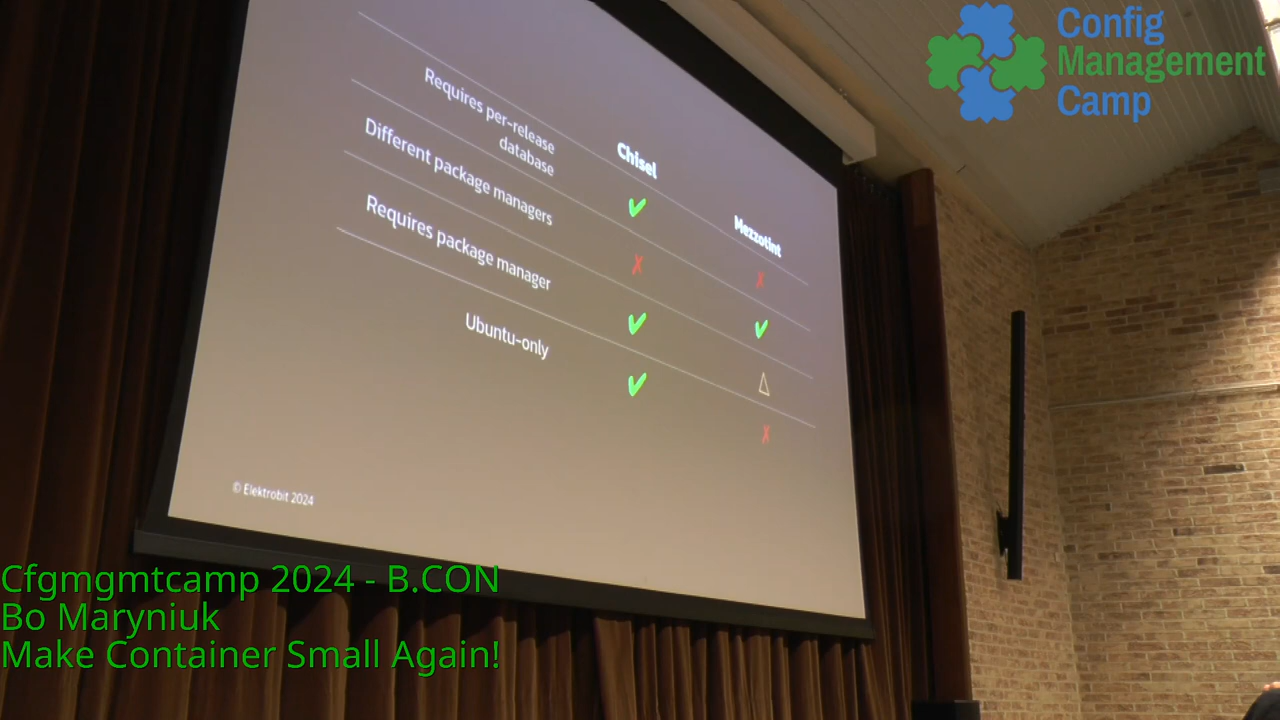 Config
Management
Camp
Chisel
Mezzotint
Requires per-release
database
✔ ✗
Different package managers
✗ ✔
Requires package manager
✔ △
Ubuntu-only
✔ ✗
© Elektrobit 2024
Cfgmgmtcamp 2024 - B.CON
Bo Maryniuk
Make Container Small Again!